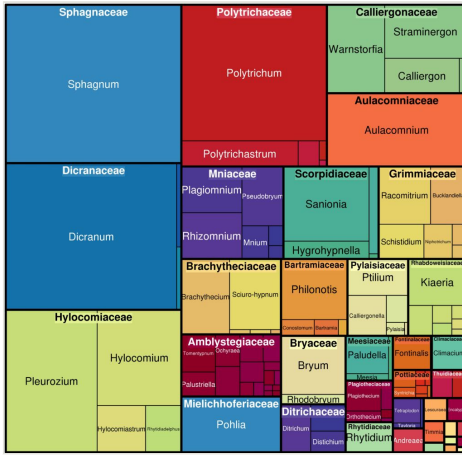 Sphagnaceae
Sphagnum
Polytrichaceae
Polytrichum
Polytrichastrum
Calliergonaceae
Warnstorfia
Straminergon
Calliergon
Aulacomniaceae
Aulacomnium
Dicranaceae
Dicranum
Mniaceae
Plagiomnium
Pseudobryum
Rhizomnium
Mnium
Scorpidiaceae
Sanionia
Hygrohypnella
Grimmiaceae
Racomitrium
Bucklandiella
Schistidium
Brachytheciaceae
Brachythecium
Sciuro-hypnum
Bartramiaceae
Philonotis
Conostomum
Bartramia
Pylaisiaceae
Ptilium
Calliergonella
Pylaisia
Rhabdoweisiaceae
Kiaeria
Hylocomiaceae
Pleurozium
Hylocomium
Hylocomiastrum
Rhytidiadelphus
Amblystegiaceae
Tomentypnum
Ochyraea
Palustriella
Bryaceae
Bryum
Rhodobryum
Meesiaceae
Paludella
Meesia
Fontinalaceae
Fontinalis
Climaciaceae
Climacium
Mielichhoferiaceae
Pohlia
Ditrichaceae
Ditrichum
Distichium
Plagiotheciaceae
Plagiothecium
Orthothecium
Pottiaceae
Thuidiaceae
Rhytidiaceae
Rhytidium
Tetraplodon
Andreaea
Timmia